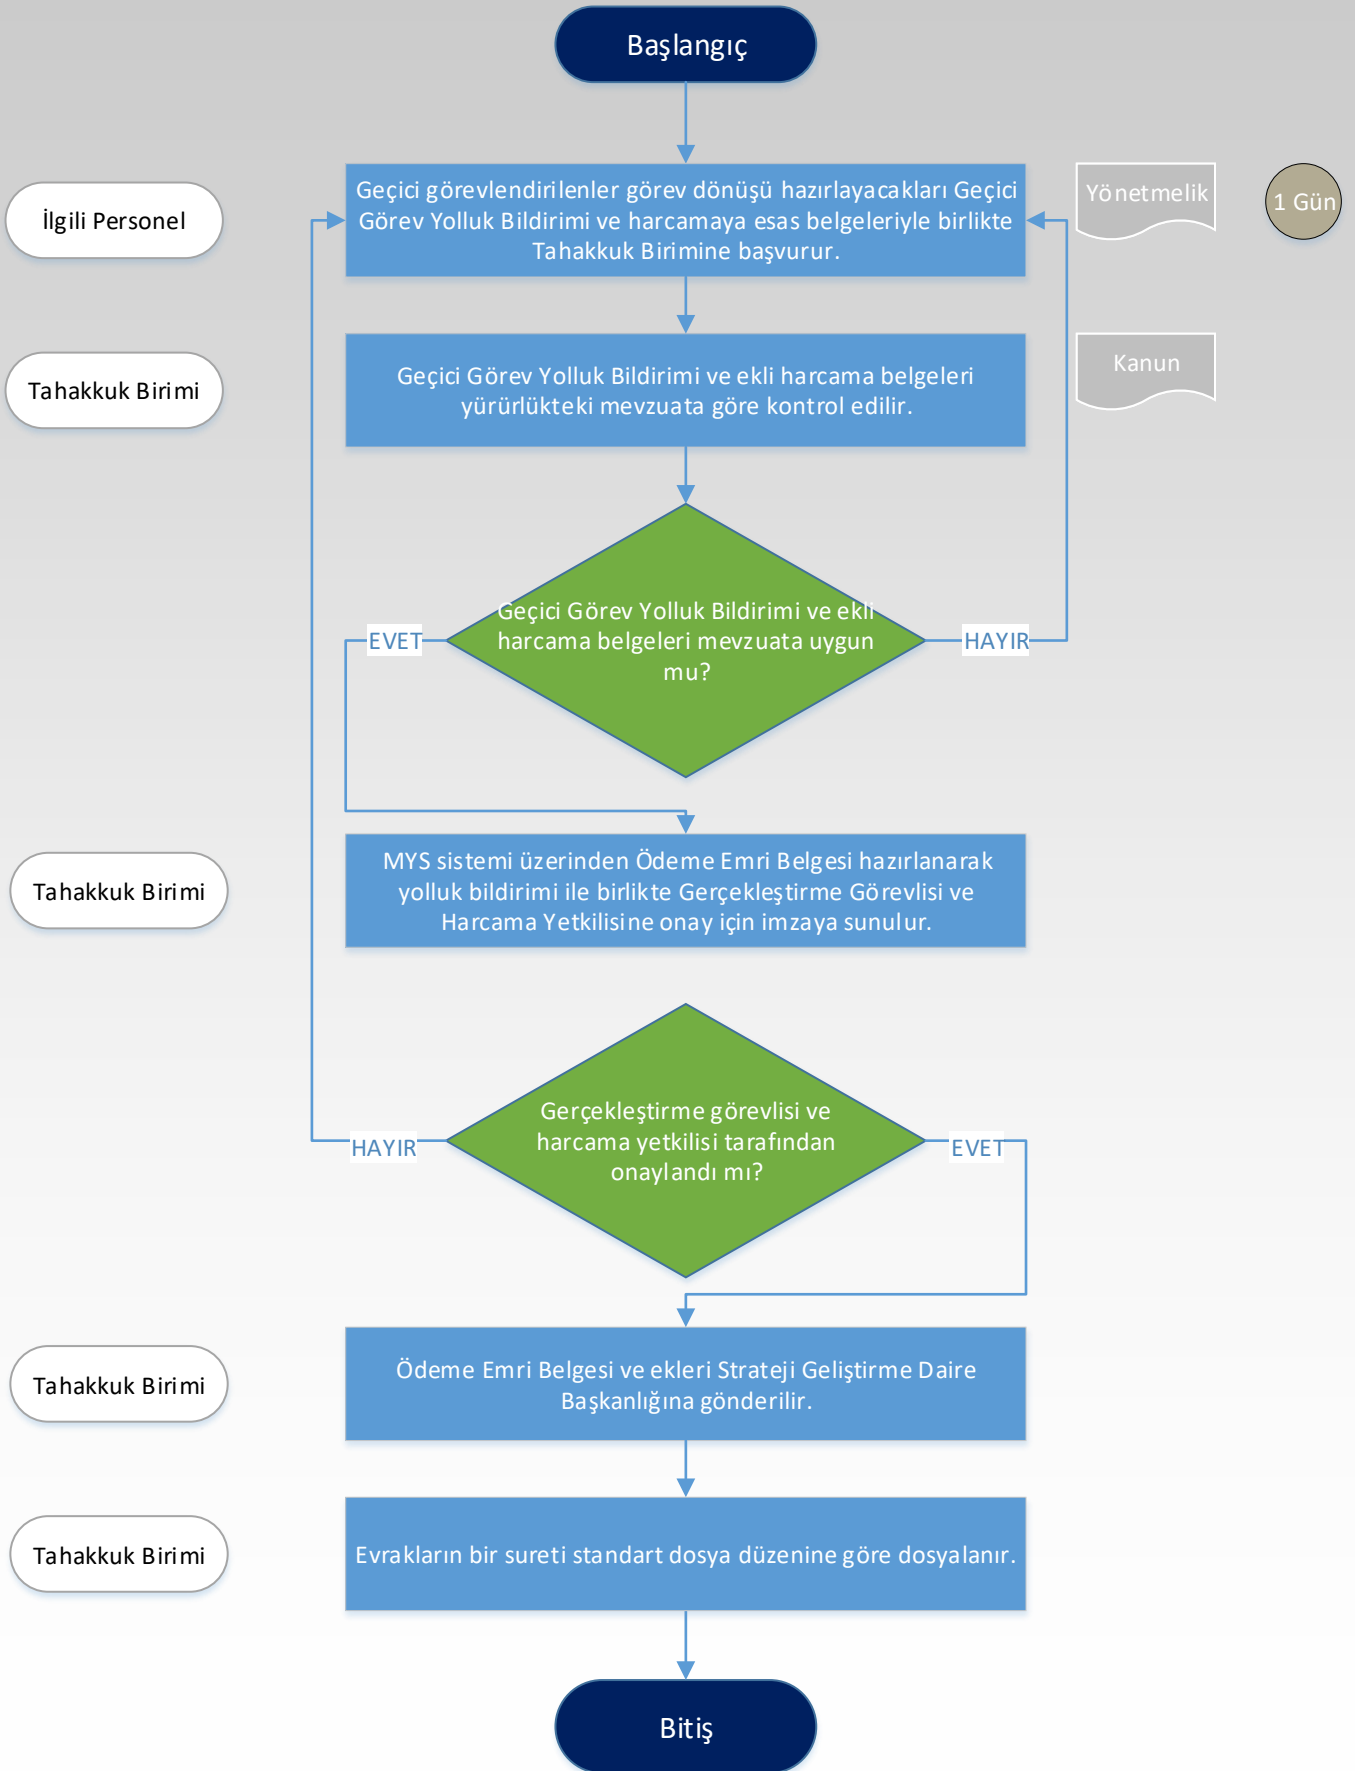 Başlangıç
İlgili Personel
Geçici görevlendirilenler görev dönüşü hazırlayacakları Geçici
Görev Yolluk Bildirimi ve harcamaya esas belgeleriyle birlikte
Tahakkuk Birimine başvurur.
Yönetmelik
1 Gün
Tahakkuk Birimi
Geçici Görev Yolluk Bildirimi ve ekli harcama belgeleri
yürürlükteki mevzuata göre kontrol edilir.
Kanun
Geçici Görev Yolluk Bildirimi ve ekli
harcama belgeleri mevzuata uygun
mu?
EVET
HAYIR
Tahakkuk Birimi
MYS sistemi üzerinden Ödeme Emri Belgesi hazırlanarak
yolluk bildirimi ile birlikte Gerçekleştirme Görevlisi ve
Harcama Yetkilisine onay için imzaya sunulur.
Gerçekleştirme görevlisi ve
harcama yetkilisi tarafından
onaylandı mı?
HAYIR
EVET
Tahakkuk Birimi
Ödeme Emri Belgesi ve ekleri Strateji Geliştirme Daire
Başkanlığına gönderilir.
Tahakkuk Birimi
Evrakların bir sureti standart dosya düzenine göre dosyalanır.
Bitiş